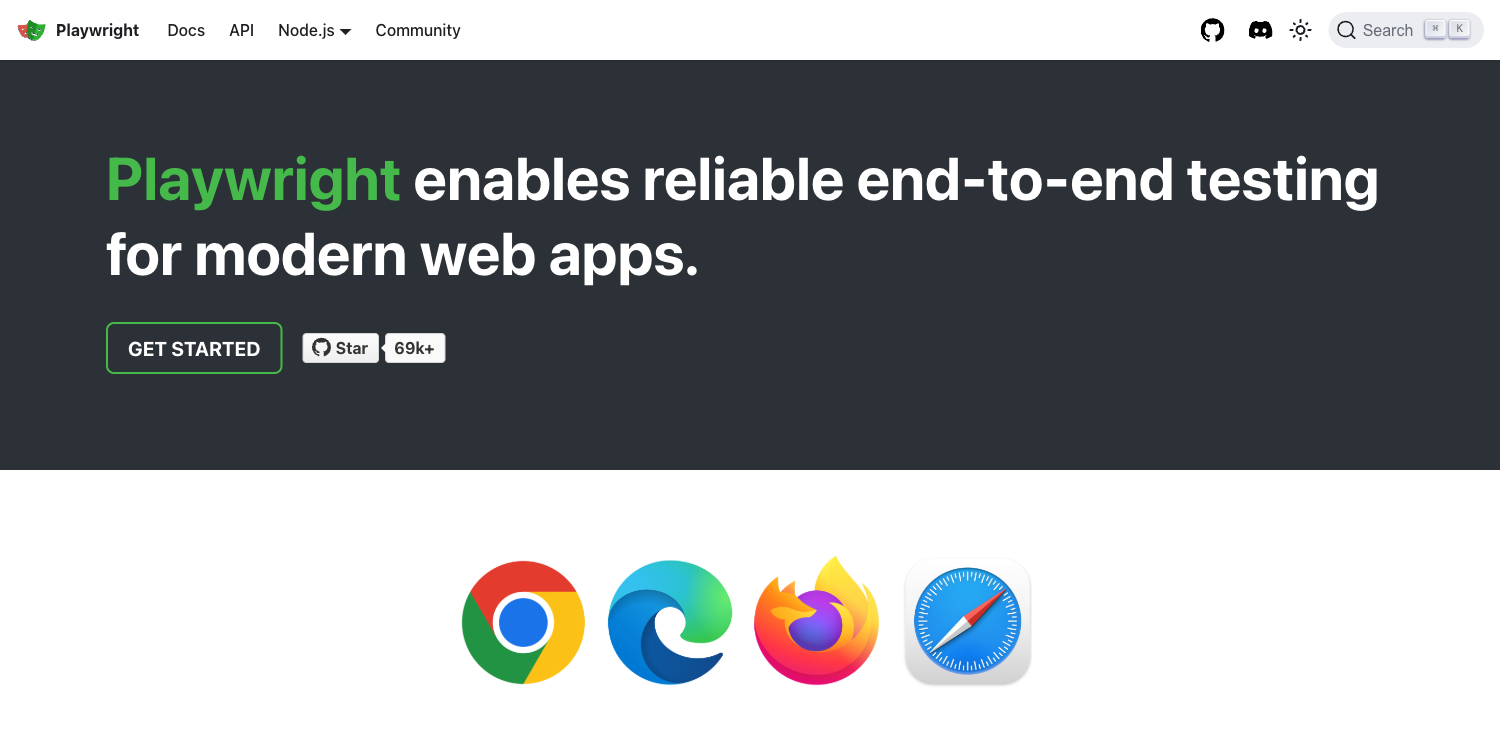 Playwright Docs API Node.js Community Search ⌘ K
Playwright enables reliable end-to-end testing
for modern web apps.
GET STARTED Star 69k+